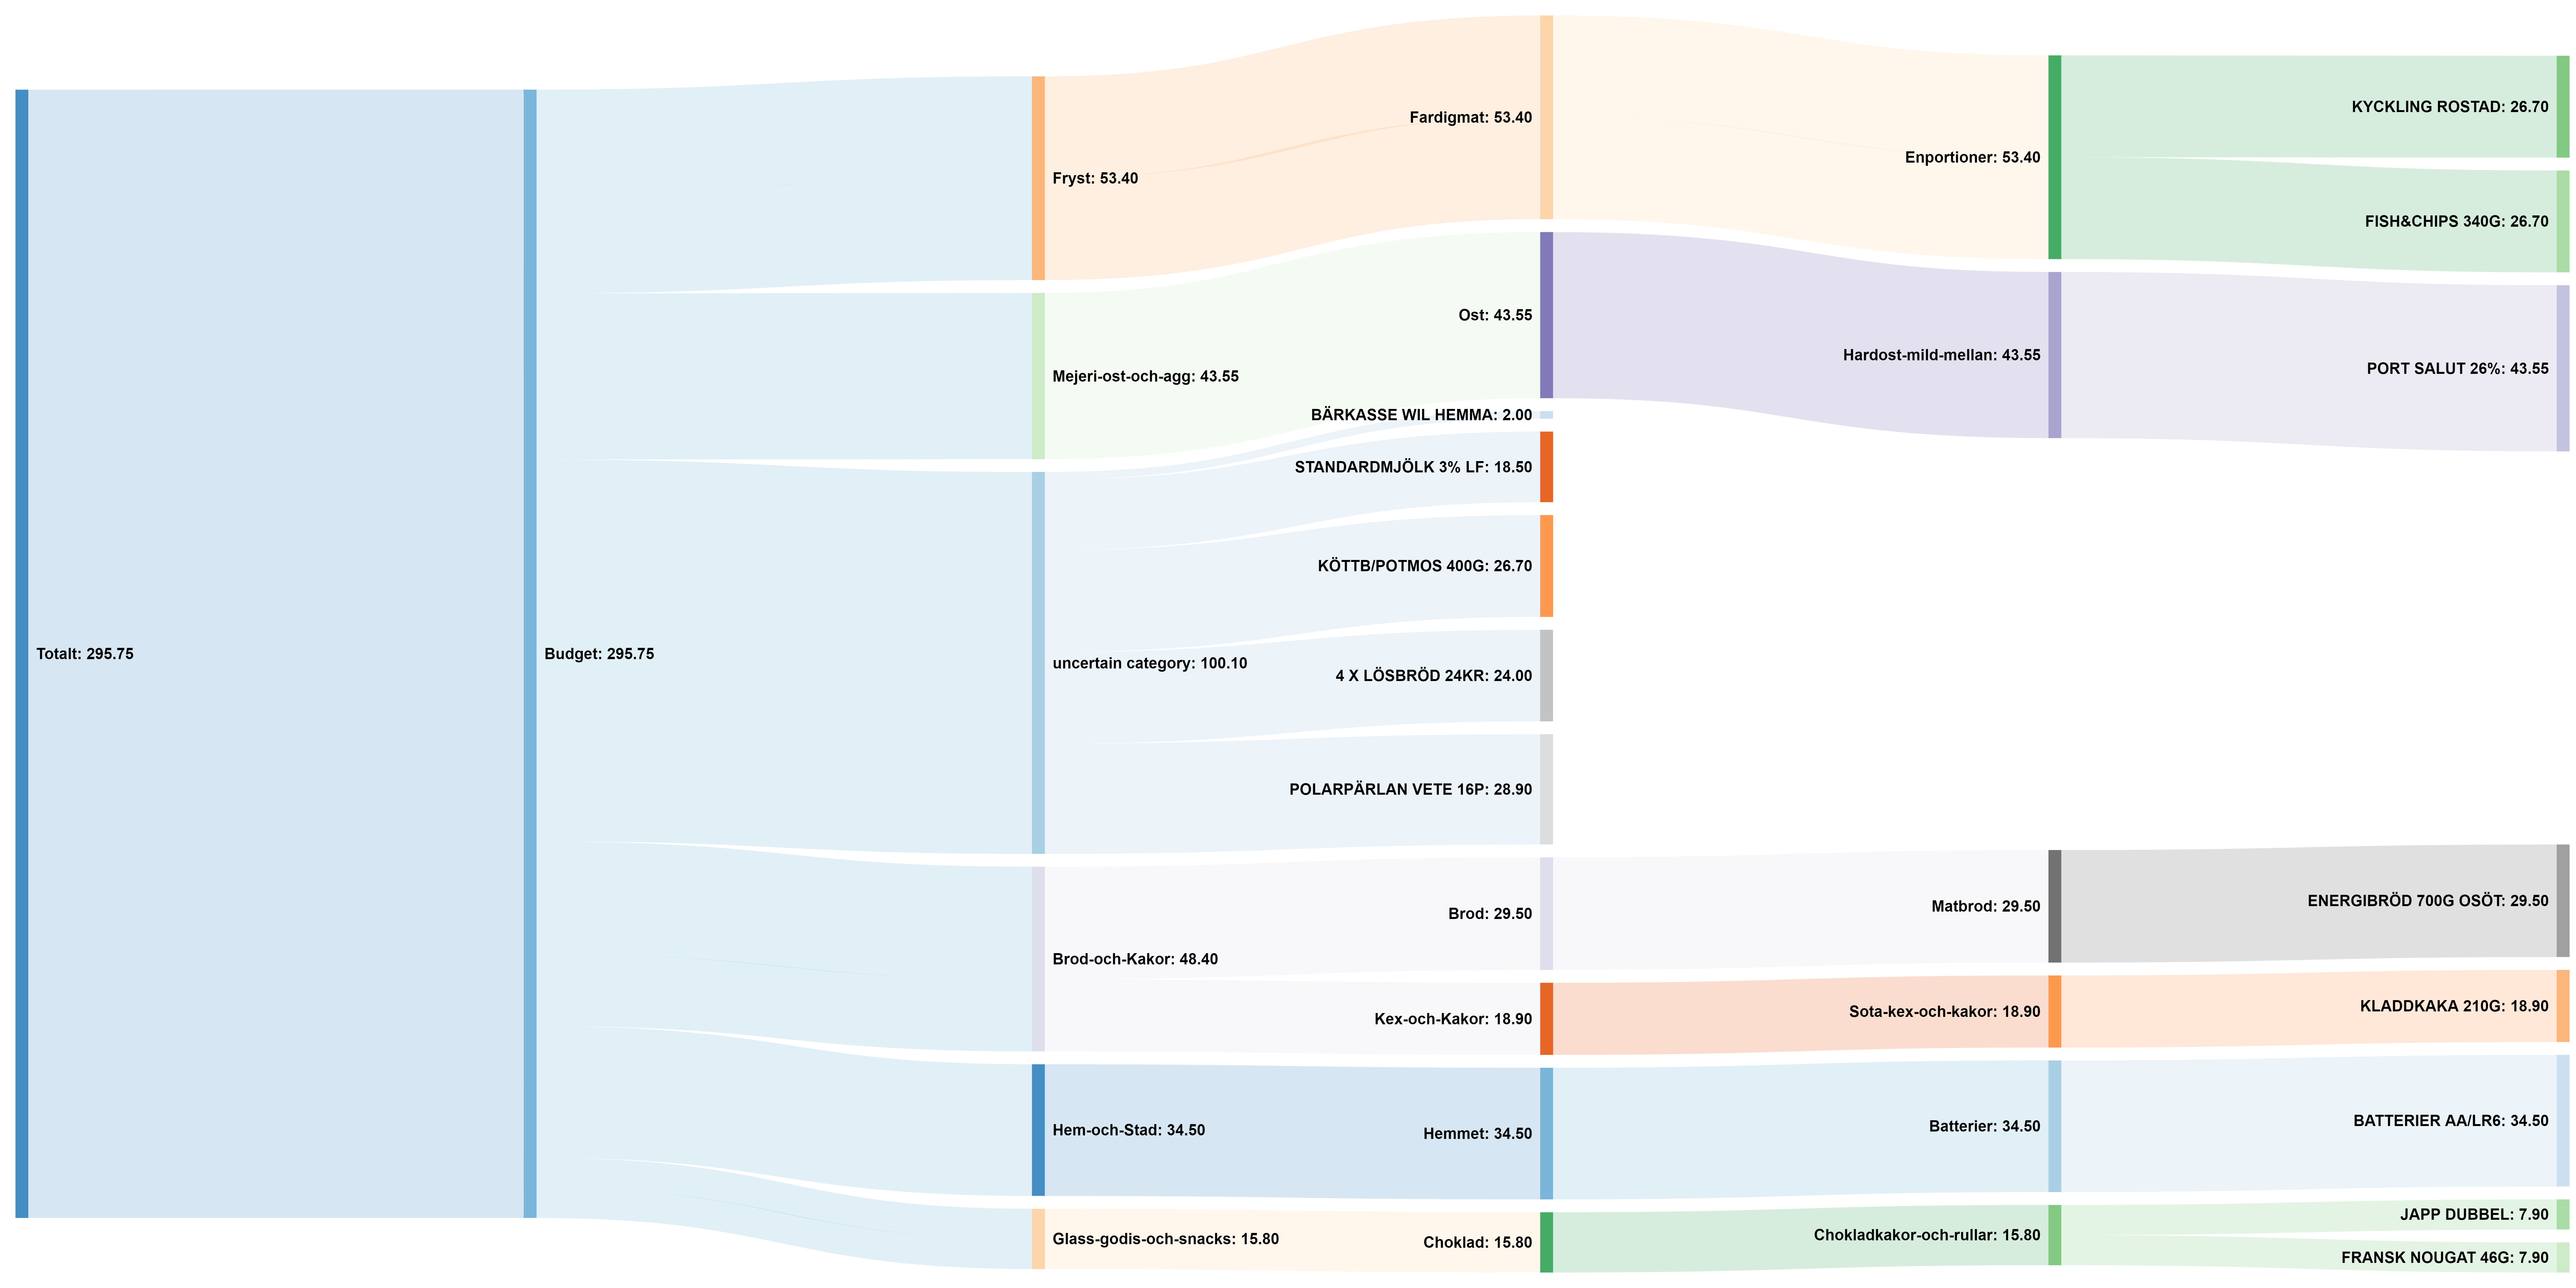 Totalt: 295.75
Budget: 295.75
Fryst: 53.40
Mejeri-ost-och-agg: 43.55
uncertain category: 100.10
Brod-och-Kakor: 48.40
Hem-och-Stad: 34.50
Glass-godis-och-snacks: 15.80
Fardigmat: 53.40
Ost: 43.55
BÄRKASSE WIL HEMMA: 2.00
STANDARDMJÖLK 3% LF: 18.50
KÖTTB/POTMOS 400G: 26.70
4 X LÖSBRÖD 24KR: 24.00
POLARPÄRLAN VETE 16P: 28.90
Brod: 29.50
Kex-och-Kakor: 18.90
Hemmet: 34.50
Choklad: 15.80
Enportioner: 53.40
Hardost-mild-mellan: 43.55
Matbrod: 29.50
Sota-kex-och-kakor: 18.90
Batterier: 34.50
Chokladkakor-och-rullar: 15.80
KYCKLING ROSTAD: 26.70
FISH&CHIPS 340G: 26.70
PORT SALUT 26%: 43.55
ENERGIBRÖD 700G OSÖT: 29.50
KLADDKAKA 210G: 18.90
BATTERIER AA/LR6: 34.50
JAPP DUBBEL: 7.90
FRANSK NOUGAT 46G: 7.90